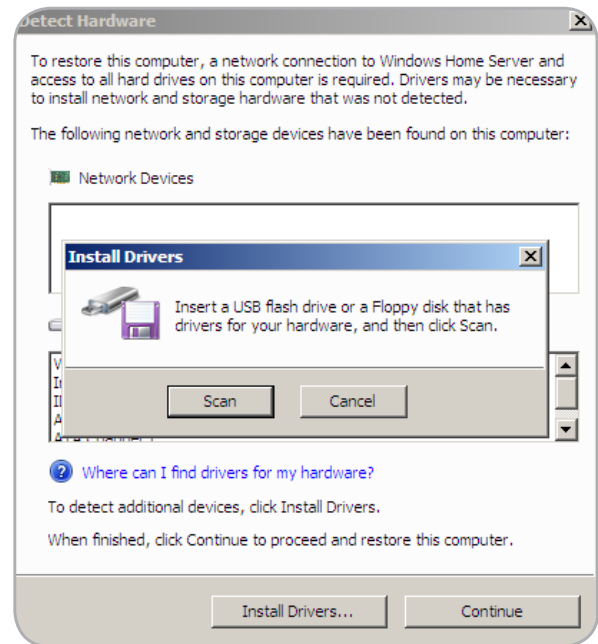 Detect Hardware
To restore this computer, a network connection to Windows Home Server and
access to all hard drives on this computer is required. Drivers may be necessary
to install network and storage hardware that was not detected.
The following network and storage devices have been found on this computer:
Network Devices
Install Drivers
Insert a USB flash drive or a Floppy disk that has
drivers for your hardware, and then click Scan.
Scan Cancel
Where can I find drivers for my hardware?
To detect additional devices, click Install Drivers.
When finished, click Continue to proceed and restore this computer.
Install Drivers... Continue